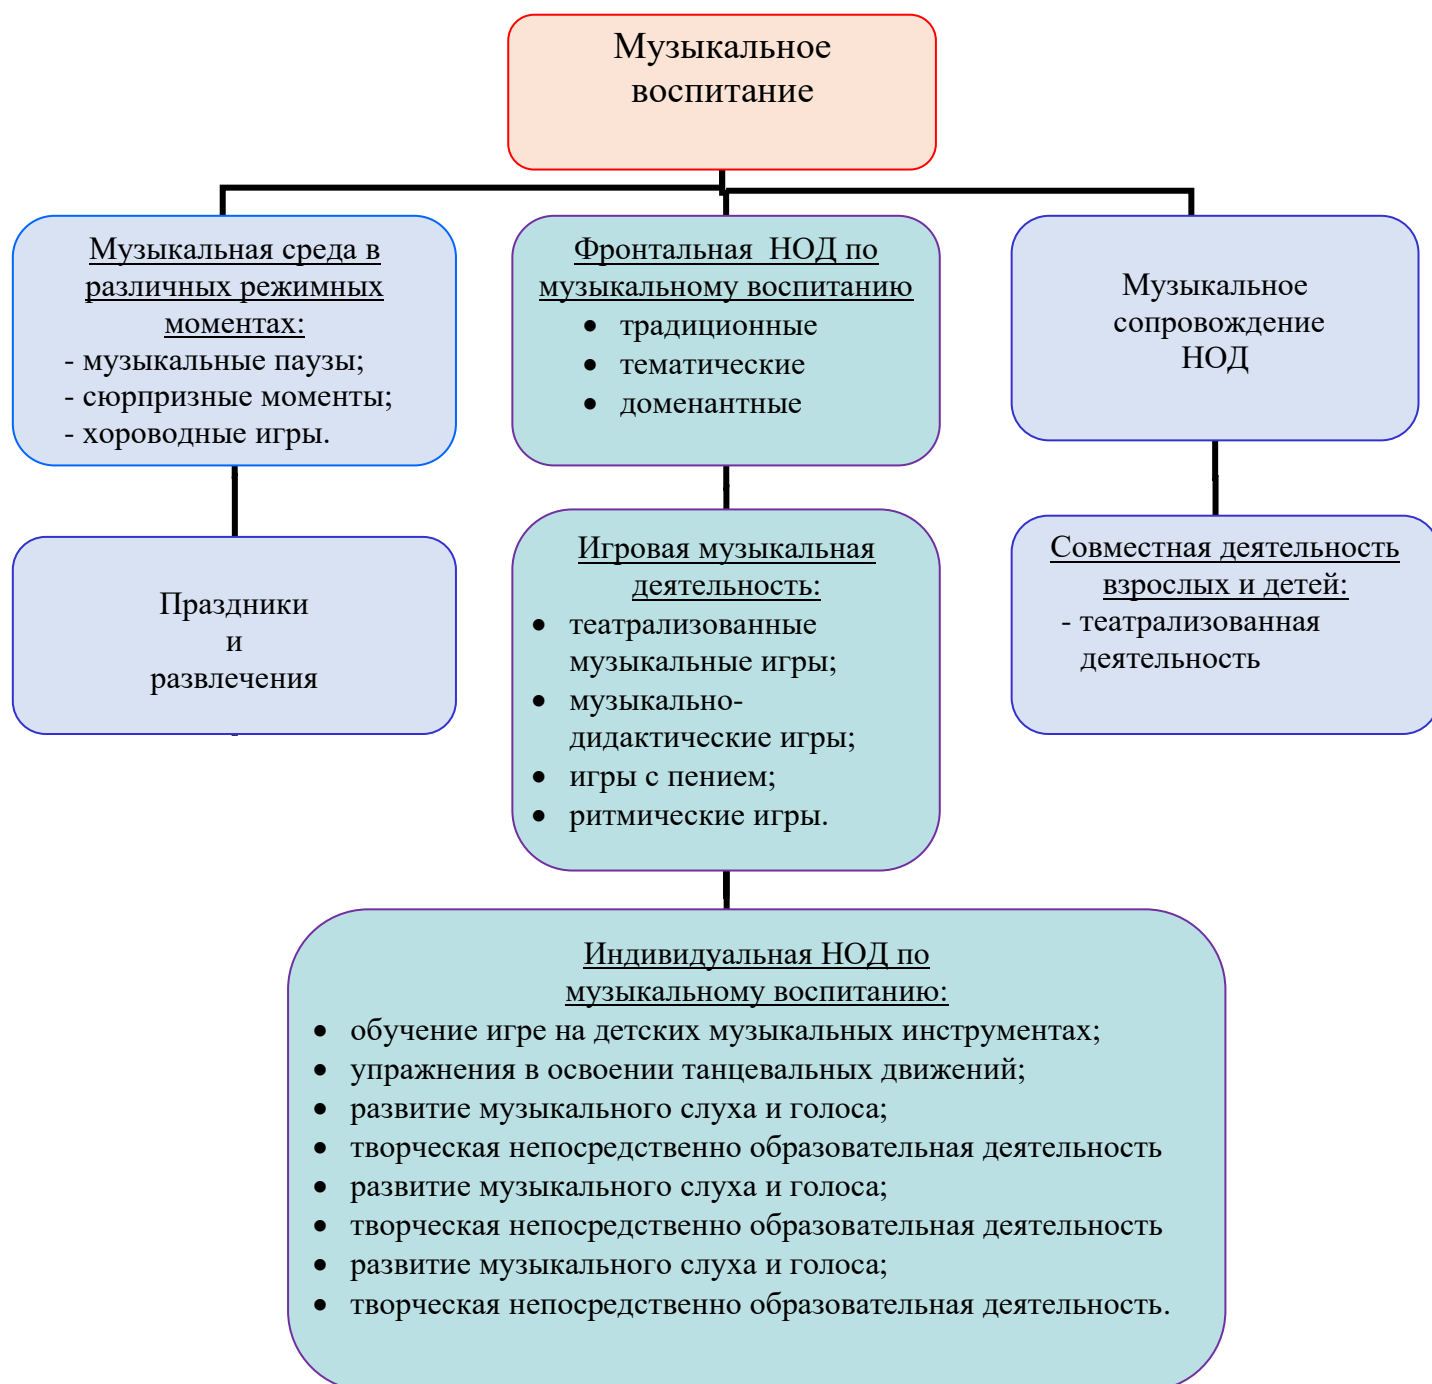 Музыкальное
воспитание
Музыкальная среда в
различных режимных
моментах:
- музыкальные паузы;
- сюрпризные моменты;
- хороводные игры.
Фронтальная НОД по
музыкальному воспитанию
• традиционные
• тематические
• доменантные
Музыкальное
сопровождение
НОД
Праздники
и
развлечения
Игровая музыкальная
деятельность:
• театрализованные
музыкальные игры;
• музыкально-
дидактические игры;
• игры с пением;
• ритмические игры.
Совместная деятельность
взрослых и детей:
- театрализованная
деятельность
Индивидуальная НОД по
музыкальному воспитанию:
• обучение игре на детских музыкальных инструментах;
• упражнения в освоении танцевальных движений;
• развитие музыкального слуха и голоса;
• творческая непосредственно образовательная деятельность
• развитие музыкального слуха и голоса;
• творческая непосредственно образовательная деятельность
• развитие музыкального слуха и голоса;
• творческая непосредственно образовательная деятельность.